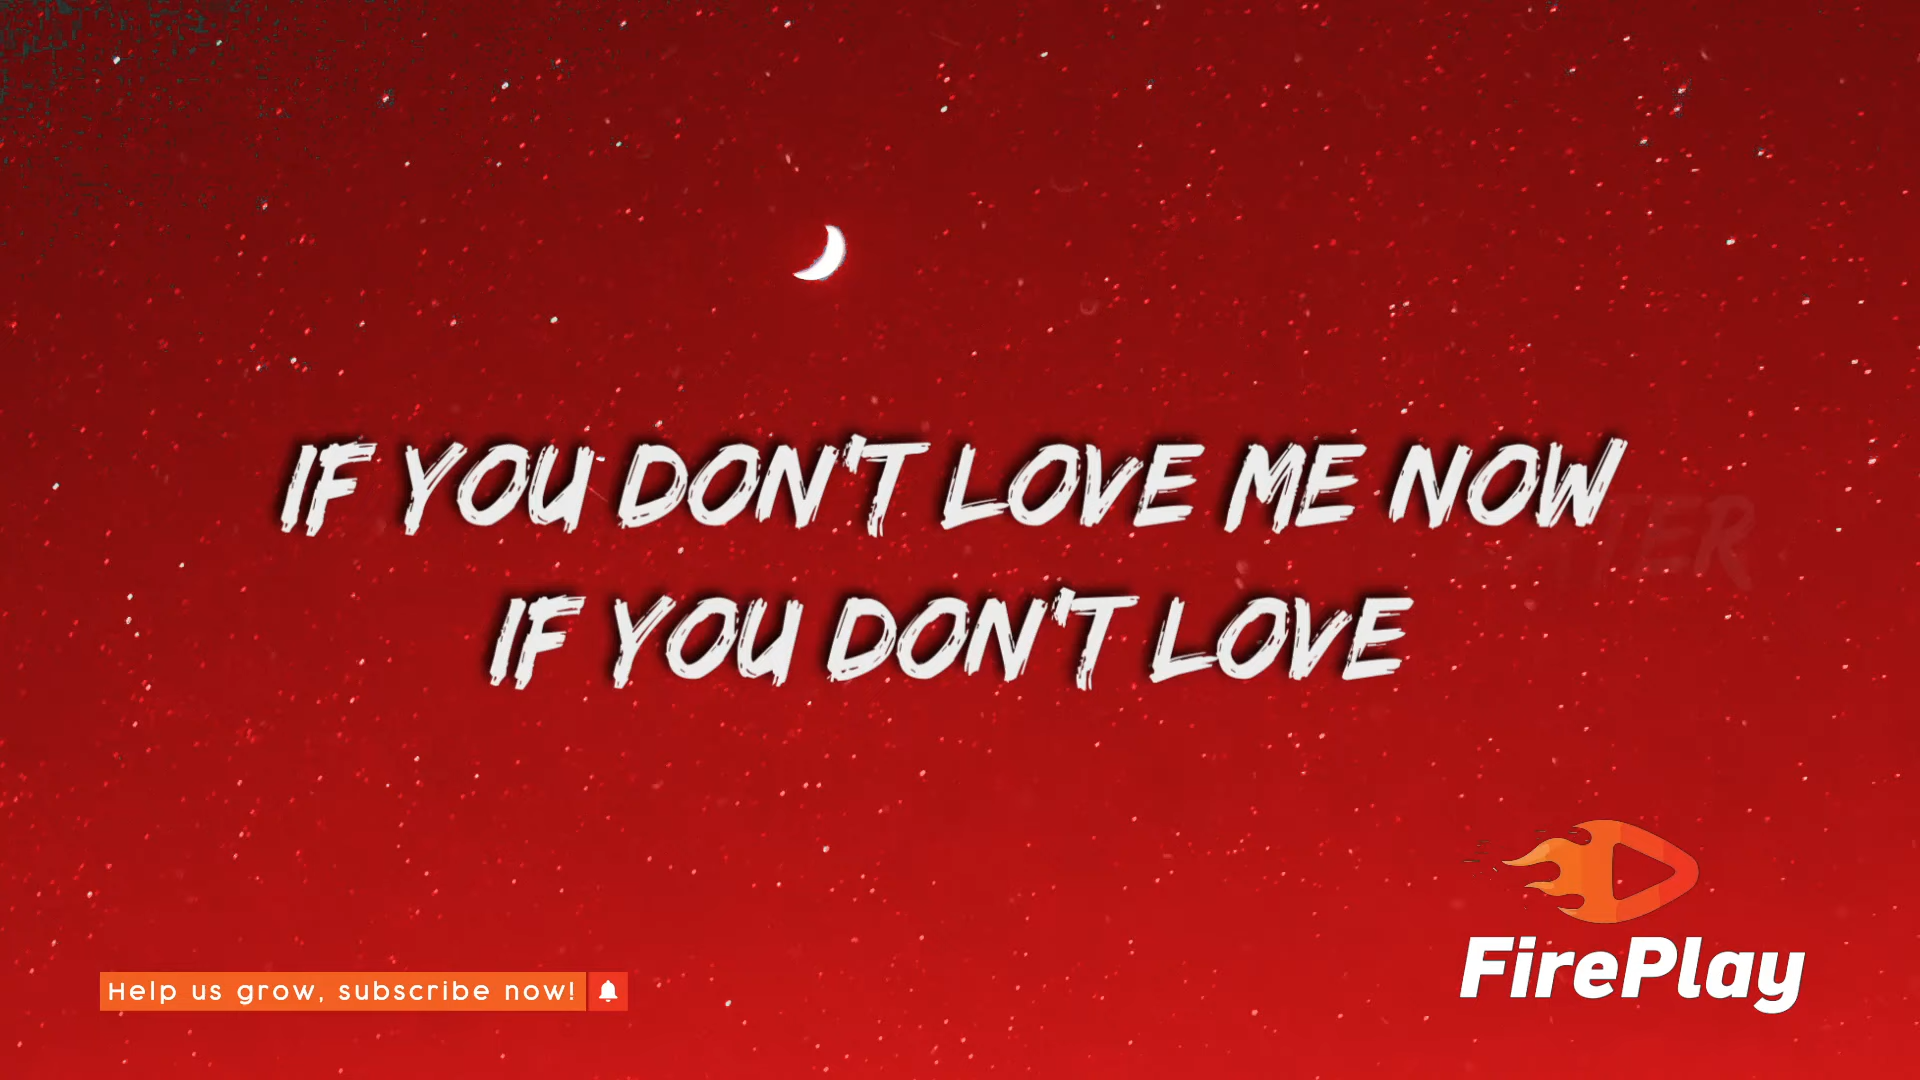 IF YOU DON'T LOVE ME NOW
IF YOU DON'T LOVE
Help us grow, subscribe now!
FirePlay